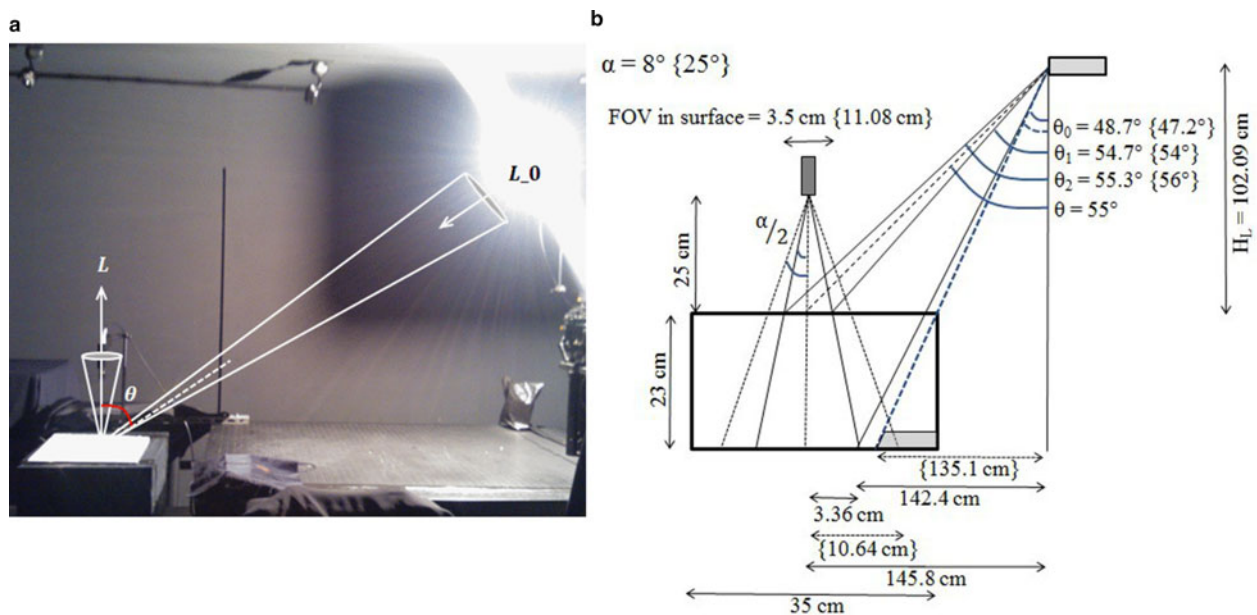 a
L_0
L
θ
b
α = 8° {25°}
FOV in surface = 3.5 cm {11.08 cm}
θ₀ = 48.7° {47.2°}
θ₁ = 54.7° {54°}
θ₂ = 55.3° {56°}
θ = 55°
H_L = 102.09 cm
α/2
25 cm
23 cm
{135.1 cm}
142.4 cm
3.36 cm
{10.64 cm}
145.8 cm
35 cm